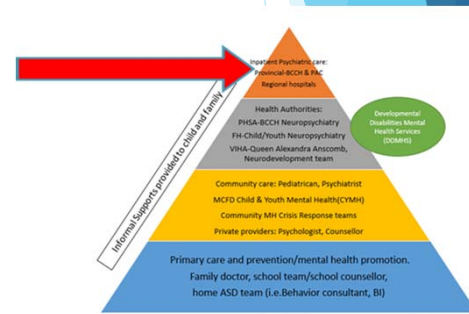 Inpatient Psychiatric care:
Provincial-BCCH & PAC
Regional hospitals
Health Authorities:
PHSA-BCCH Neuropsychiatry
FH-Child/Youth Neuropsychiatry
VIHA-Queen Alexandra Anscomb,
Neurodevelopment team
Developmental
Disabilities Mental
Health Services
(DDMHS)
Informal Supports provided to child and family
Community care: Pediatrican, Psychiatrist
MCFD Child & Youth Mental Health(CYMH)
Community MH Crisis Response teams
Private providers: Psychologist, Counsellor
Primary care and prevention/mental health promotion.
Family doctor, school team/school counsellor,
home ASD team (i.e.Behavior consultant, BI)